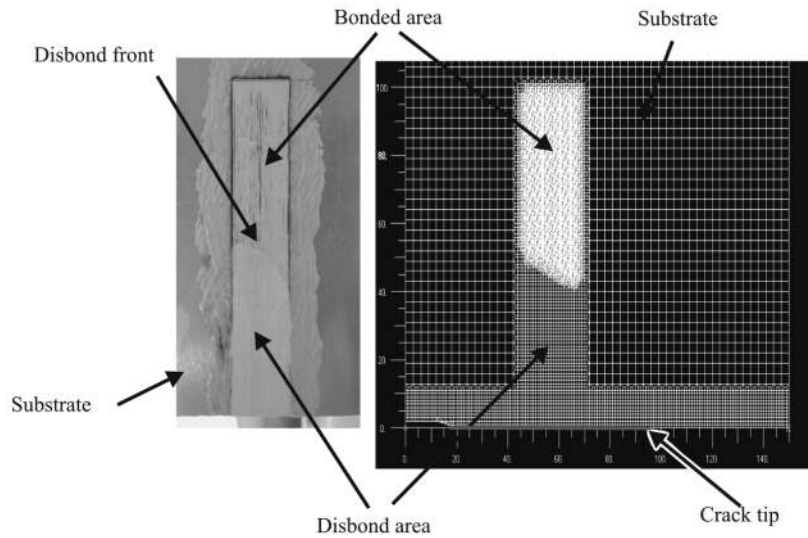 Bonded area
Substrate
Disbond front
100.
80.
60.
40.
20.
0.
0. 20. 40. 60. 80. 100. 120. 140.
Substrate
Disbond area
Crack tip